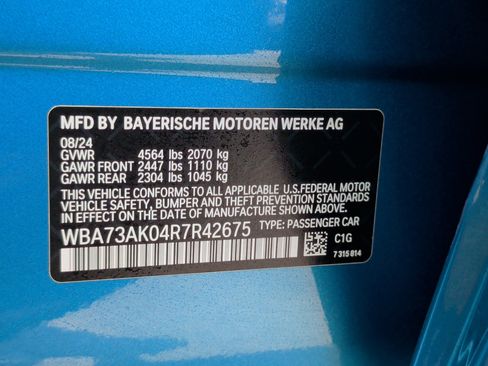 MFD BY BAYERISCHE MOTOREN WERKE AG
08/24
GVWR 4564 lbs 2070 kg
GAWR FRONT 2447 lbs 1110 kg
GAWR REAR 2304 lbs 1045 kg
THIS VEHICLE CONFORMS TO ALL APPLICABLE U.S.FEDERAL MOTOR
VEHICLE SAFETY, BUMPER, AND THEFT PREVENTION STANDARDS
IN EFFECT ON THE DATE OF MANUFACTURE SHOWN ABOVE.
WBA73AK04R7R42675 TYPE: PASSENGER CAR
C1G
7 315 814